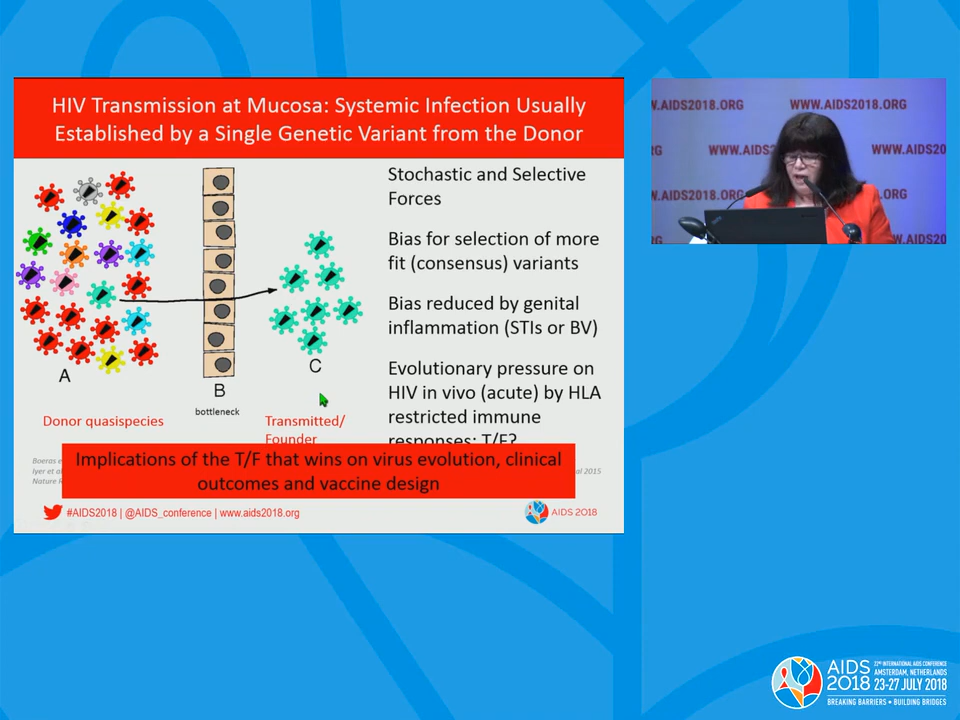 HIV Transmission at Mucosa: Systemic Infection Usually
Established by a Single Genetic Variant from the Donor
Stochastic and Selective
Forces
Bias for selection of more
fit (consensus) variants
Bias reduced by genital
inflammation (STIs or BV)
Evolutionary pressure on
HIV in vivo (acute) by HLA
restricted immune
responses: T/F?
A
B
C
bottleneck
Donor quasispecies
Transmitted/
Founder
Boeras e
Iyer et al
al 2015
Nature R
Implications of the T/F that wins on virus evolution, clinical
outcomes and vaccine design
#AIDS2018 | @AIDS_conference | www.aids2018.org
AIDS 2018
W.AIDS2018.ORG
WWW.AIDS2018.ORG
RG
WWW.AIDS
WWW.AIDS20
W.AIDS2018
.ORG
W.AIDS20
AIDS
2018
22ND INTERNATIONAL AIDS CONFERENCE
AMSTERDAM, NETHERLANDS
23-27 JULY 2018
BREAKING BARRIERS • BUILDING BRIDGES